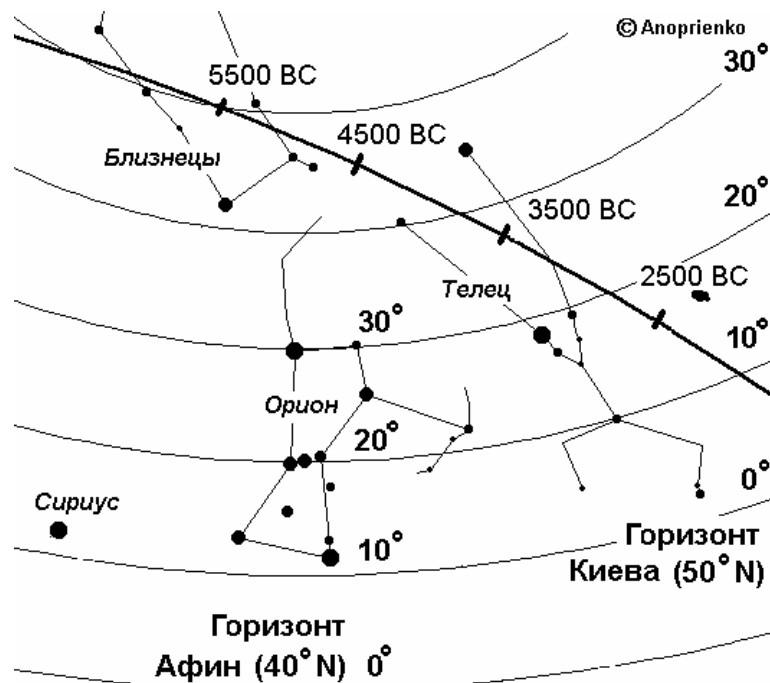 © Anoprienko
30°
5500 BC
4500 BC
Близнецы
20°
3500 BC
2500 BC
Телец
30°
10°
Орион
20°
0°
Сириус
10°
Горизонт
Киева (50°N)
Горизонт
Афин (40°N) 0°